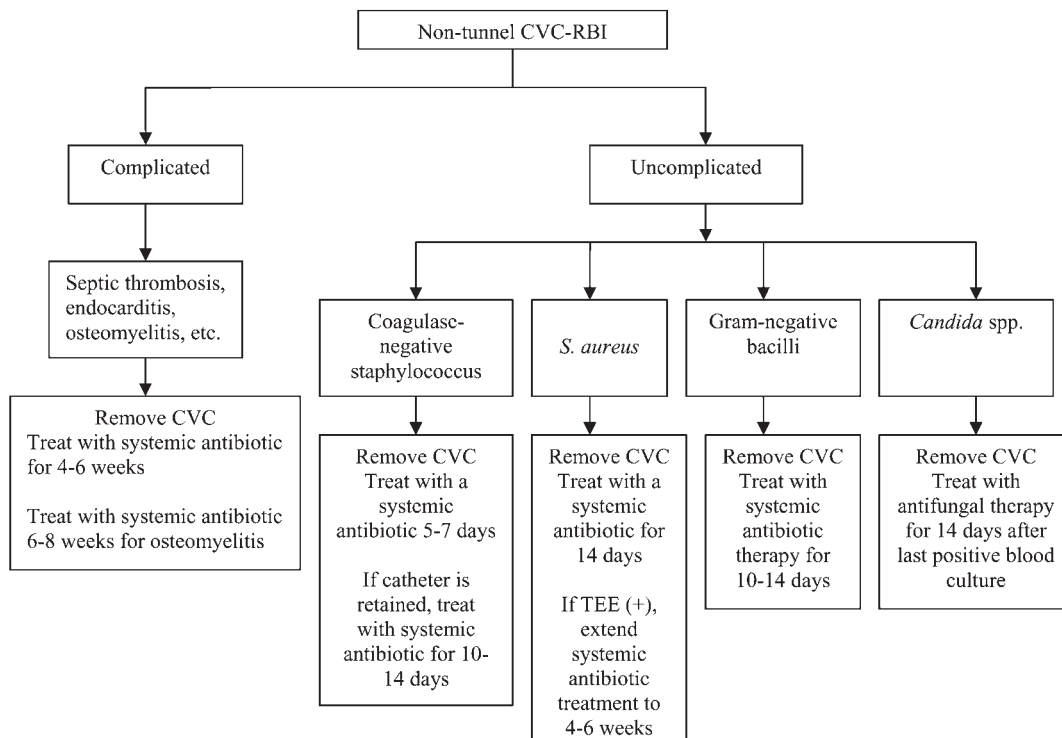 Non-tunnel CVC-RBI
Complicated
Uncomplicated
Septic thrombosis,
endocarditis,
osteomyelitis, etc.
Coagulase-
negative
staphylococcus
S. aureus
Gram-negative
bacilli
Candida spp.
Remove CVC
Treat with systemic antibiotic
for 4-6 weeks
Treat with systemic antibiotic
6-8 weeks for osteomyelitis
Remove CVC
Treat with a
systemic
antibiotic 5-7 days
If catheter is
retained, treat
with systemic
antibiotic for 10-
14 days
Remove CVC
Treat with a
systemic
antibiotic for
14 days
If TEE (+),
extend
systemic
antibiotic
treatment to
4-6 weeks
Remove CVC
Treat with
systemic
antibiotic
therapy for
10-14 days
Remove CVC
Treat with
antifungal therapy
for 14 days after
last positive blood
culture